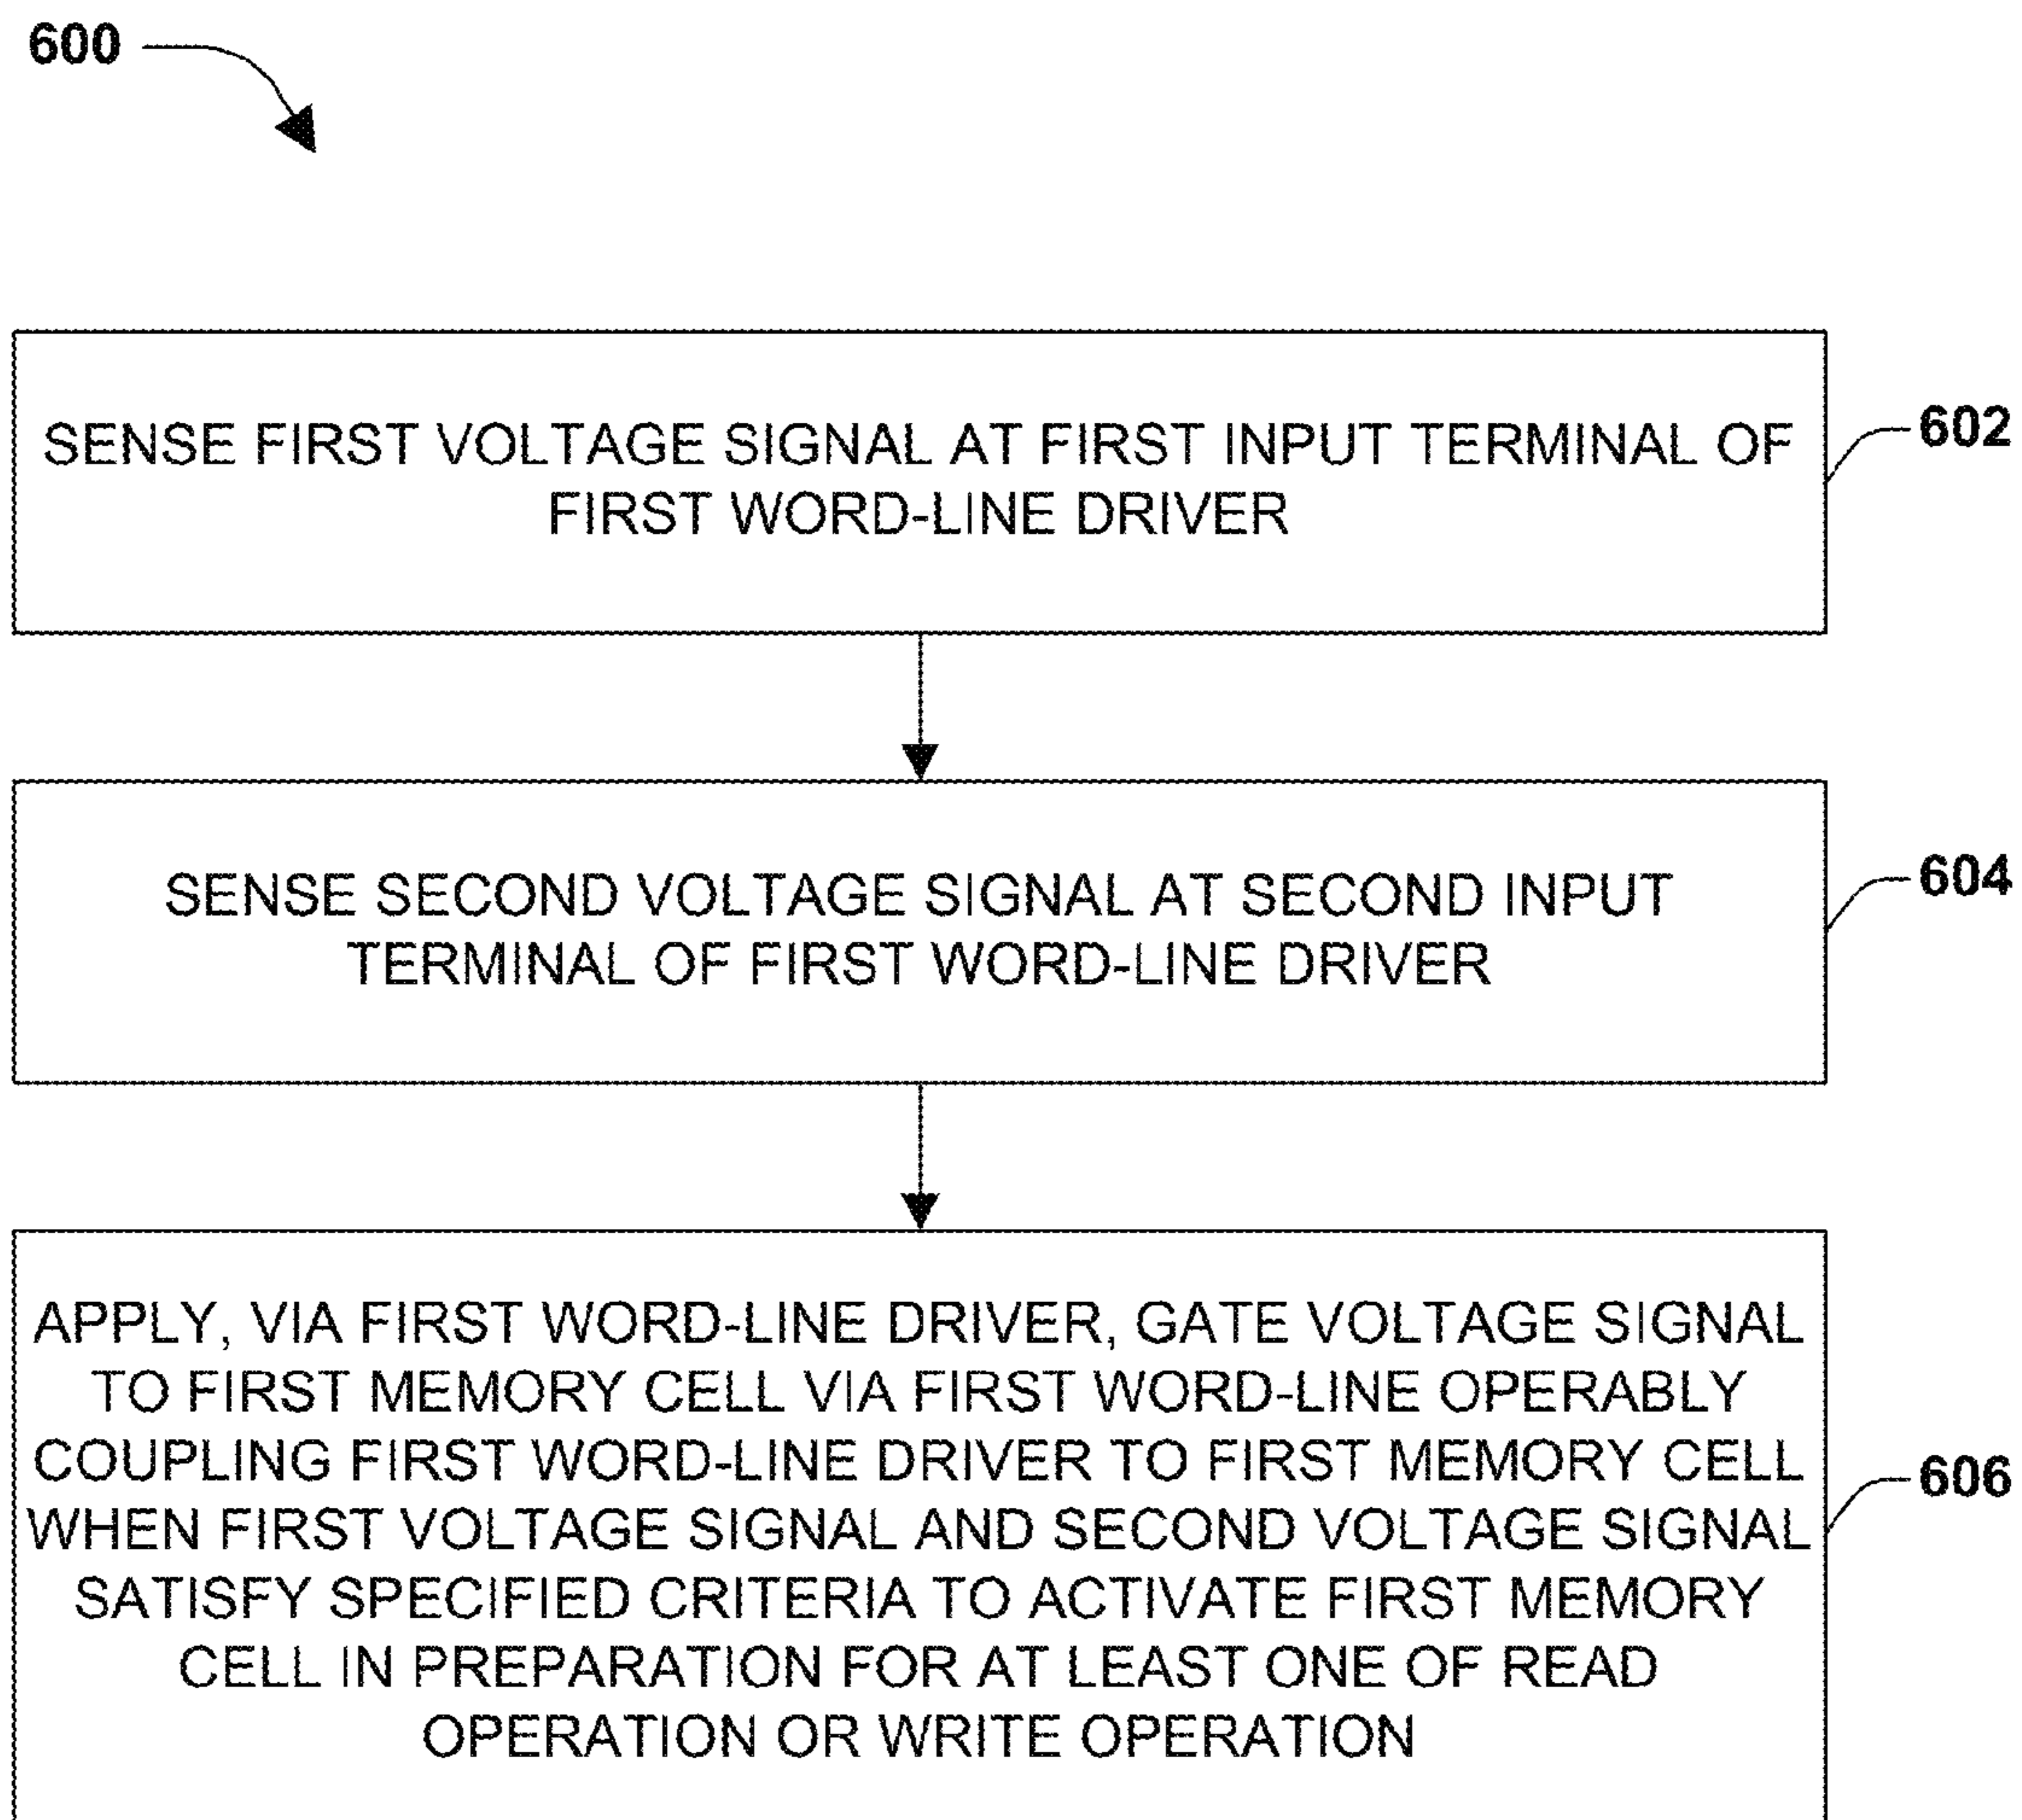 600
SENSE FIRST VOLTAGE SIGNAL AT FIRST INPUT TERMINAL OF
FIRST WORD-LINE DRIVER
602
SENSE SECOND VOLTAGE SIGNAL AT SECOND INPUT
TERMINAL OF FIRST WORD-LINE DRIVER
604
APPLY, VIA FIRST WORD-LINE DRIVER, GATE VOLTAGE SIGNAL
TO FIRST MEMORY CELL VIA FIRST WORD-LINE OPERABLY
COUPLING FIRST WORD-LINE DRIVER TO FIRST MEMORY CELL
WHEN FIRST VOLTAGE SIGNAL AND SECOND VOLTAGE SIGNAL
SATISFY SPECIFIED CRITERIA TO ACTIVATE FIRST MEMORY
CELL IN PREPARATION FOR AT LEAST ONE OF READ
OPERATION OR WRITE OPERATION
606